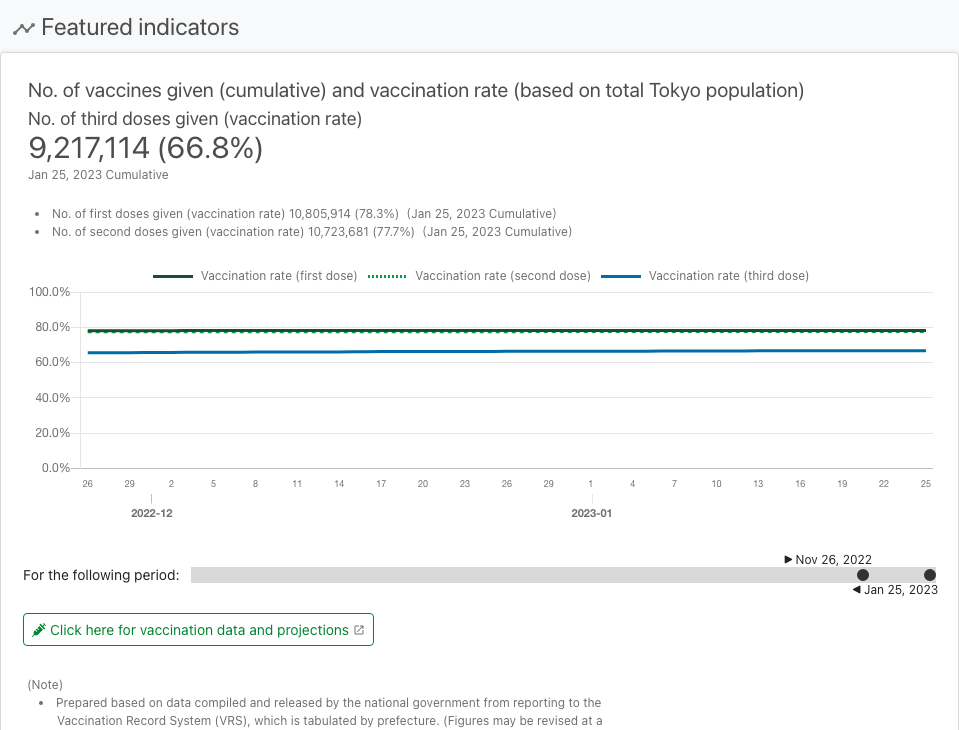 Featured indicators
No. of vaccines given (cumulative) and vaccination rate (based on total Tokyo population)
No. of third doses given (vaccination rate)
9,217,114 (66.8%)
Jan 25, 2023 Cumulative
• No. of first doses given (vaccination rate) 10,805,914 (78.3%) (Jan 25, 2023 Cumulative)
• No. of second doses given (vaccination rate) 10,723,681 (77.7%) (Jan 25, 2023 Cumulative)
Vaccination rate (first dose) Vaccination rate (second dose) Vaccination rate (third dose)
100.0%
80.0%
60.0%
40.0%
20.0%
0.0%
26 29 2 5 8 11 14 17 20 23 26 29 1 4 7 10 13 16 19 22 25
2022-12 2023-01
▶ Nov 26, 2022
For the following period:
◀ Jan 25, 2023
Click here for vaccination data and projections
(Note)
• Prepared based on data compiled and released by the national government from reporting to the
Vaccination Record System (VRS), which is tabulated by prefecture. (Figures may be revised at a